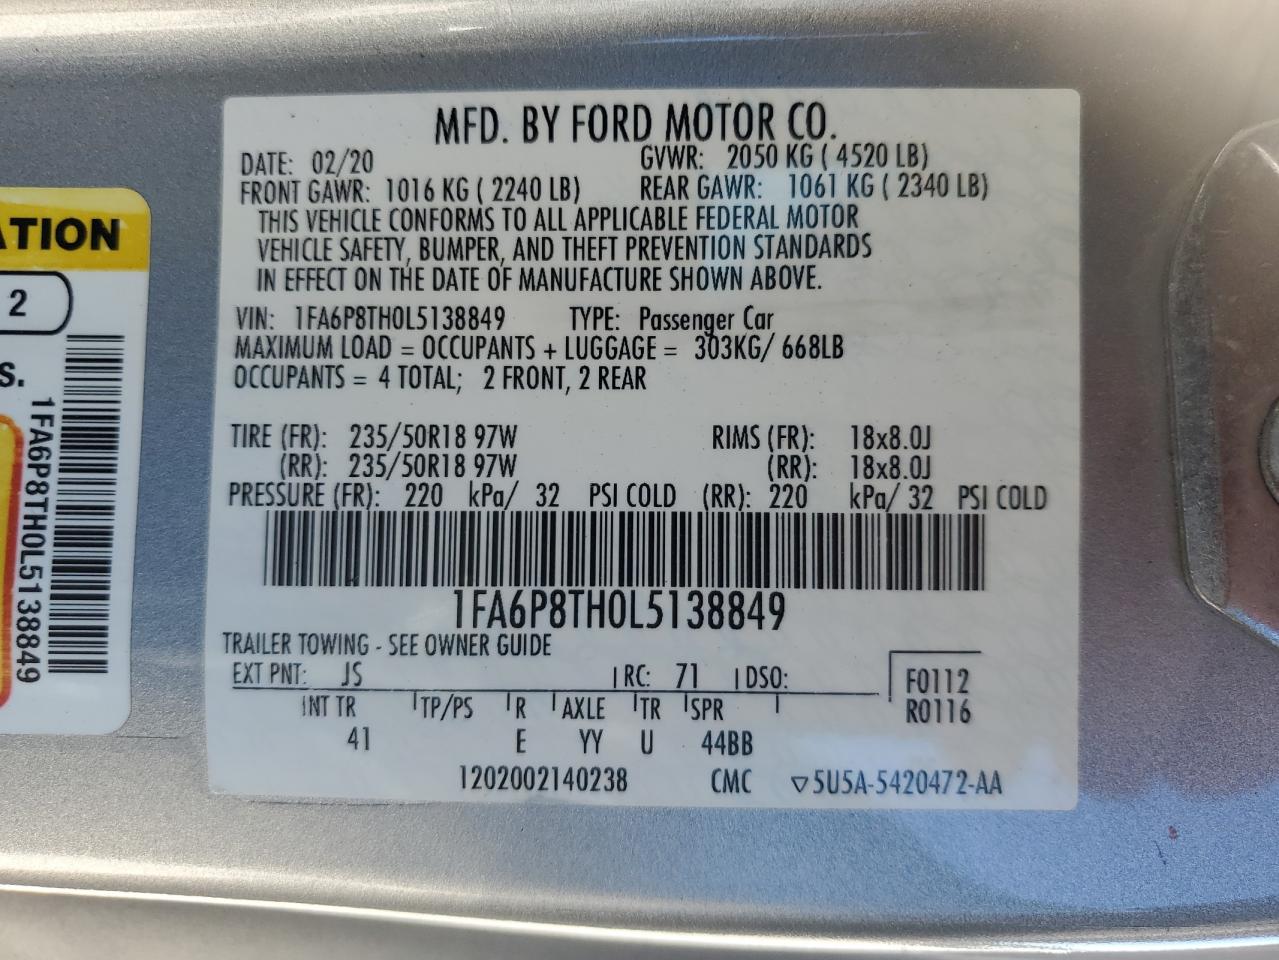 MFD. BY FORD MOTOR CO.
DATE: 02/20 GVWR: 2050 KG ( 4520 LB)
FRONT GAWR: 1016 KG ( 2240 LB) REAR GAWR: 1061 KG ( 2340 LB)
THIS VEHICLE CONFORMS TO ALL APPLICABLE FEDERAL MOTOR
VEHICLE SAFETY, BUMPER, AND THEFT PREVENTION STANDARDS
IN EFFECT ON THE DATE OF MANUFACTURE SHOWN ABOVE.
VIN: 1FA6P8TH0L5138849 TYPE: Passenger Car
MAXIMUM LOAD = OCCUPANTS + LUGGAGE = 303KG/ 668LB
OCCUPANTS = 4 TOTAL; 2 FRONT, 2 REAR
TIRE (FR): 235/50R18 97W RIMS (FR): 18x8.0J
(RR): 235/50R18 97W (RR): 18x8.0J
PRESSURE (FR): 220 kPa/ 32 PSI COLD (RR): 220 kPa/ 32 PSI COLD
1FA6P8TH0L5138849
TRAILER TOWING - SEE OWNER GUIDE
EXT PNT: JS RC: 71 DSO: F0112
INT TR TP/PS R AXLE TR SPR R0116
41 E YY U 44BB
1202002140238 CMC ▽5U5A-5420472-AA
ATION
2
S.
1FA6P8TH0L5138849